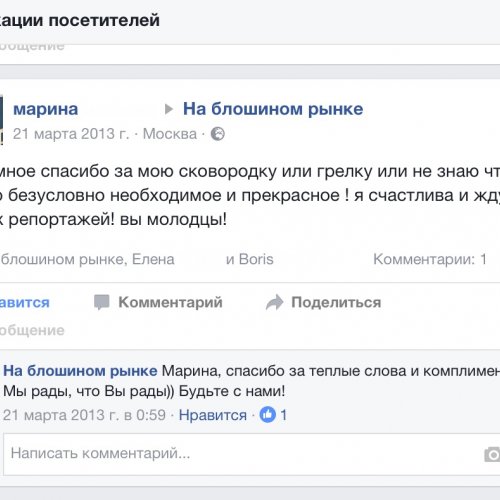 кации посетителей
общение
марина На блошином рынке
21 марта 2013 г. · Москва ·
мное спасибо за мою сковородку или грелку или не знаю чт
о безусловно необходимое и прекрасное ! я счастлива и жду
х репортажей! вы молодцы!
блошином рынке, Елена и Boris Комментарии: 1
авится Комментарий Поделиться
общение
На блошином рынке Марина, спасибо за теплые слова и комплимен
Мы рады, что Вы рады)) Будьте с нами!
21 марта 2013 г. в 0:59 · Нравится · 1
Написать комментарий...